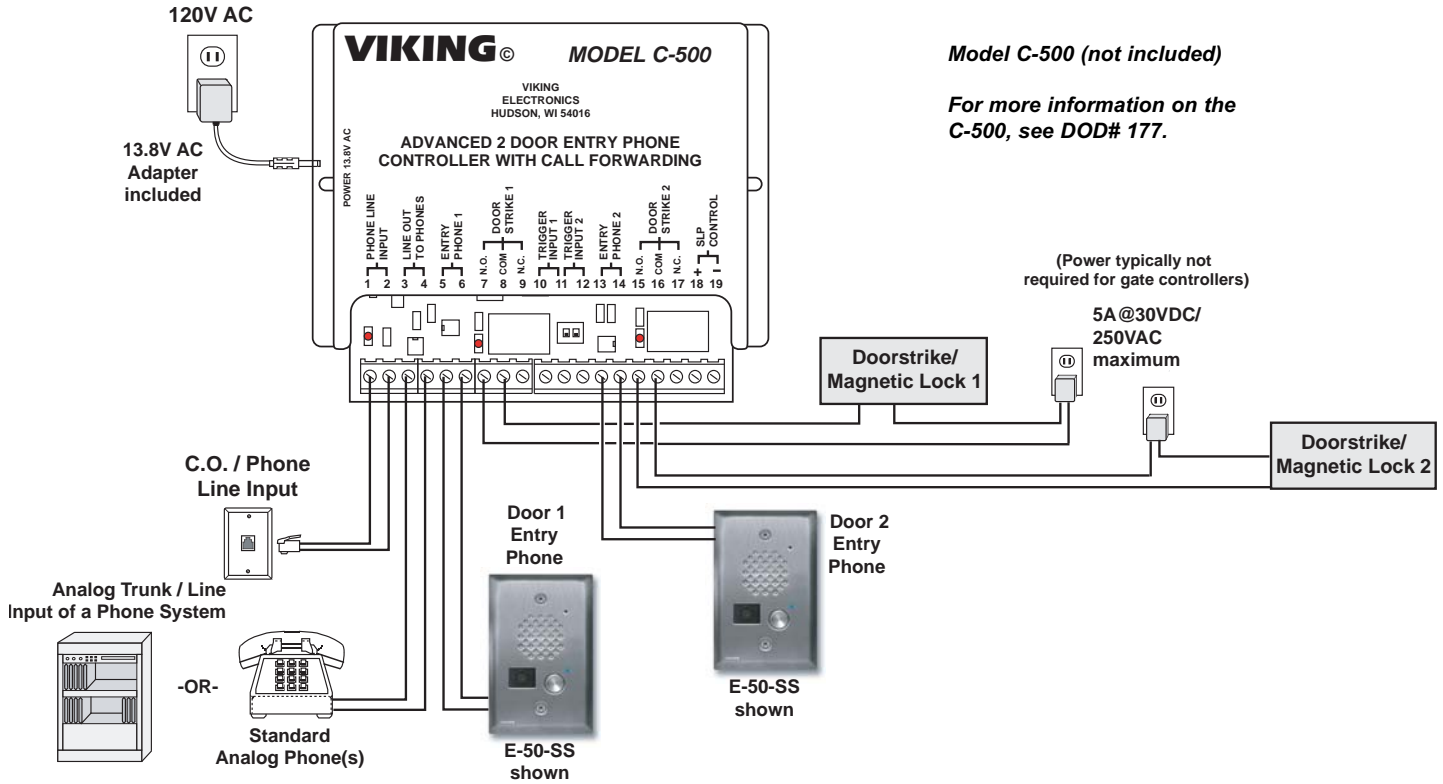 120V AC
13.8V AC
Adapter
included
VIKING©
MODEL C-500
VIKING
ELECTRONICS
HUDSON, WI 54016
ADVANCED 2 DOOR ENTRY PHONE
CONTROLLER WITH CALL FORWARDING
POWER 13.8V AC
PHONE LINE
INPUT
LINE OUT
TO PHONES
ENTRY
PHONE 1
DOOR
STRIKE 1
N.O.
COM
N.C.
TRIGGER
INPUT 1
TRIGGER
INPUT 2
ENTRY
PHONE 2
DOOR
STRIKE 2
N.O.
COM
N.C.
SLP
CONTROL
+
–
1 2 3 4 5 6 7 8 9 10 11 12 13 14 15 16 17 18 19
Model C-500 (not included)
For more information on the
C-500, see DOD# 177.
(Power typically not
required for gate controllers)
5A@30VDC/
250VAC
maximum
Doorstrike/
Magnetic Lock 1
Doorstrike/
Magnetic Lock 2
C.O. / Phone
Line Input
Analog Trunk / Line
Input of a Phone System
-OR-
Standard
Analog Phone(s)
Door 1
Entry
Phone
E-50-SS
shown
Door 2
Entry
Phone
E-50-SS
shown